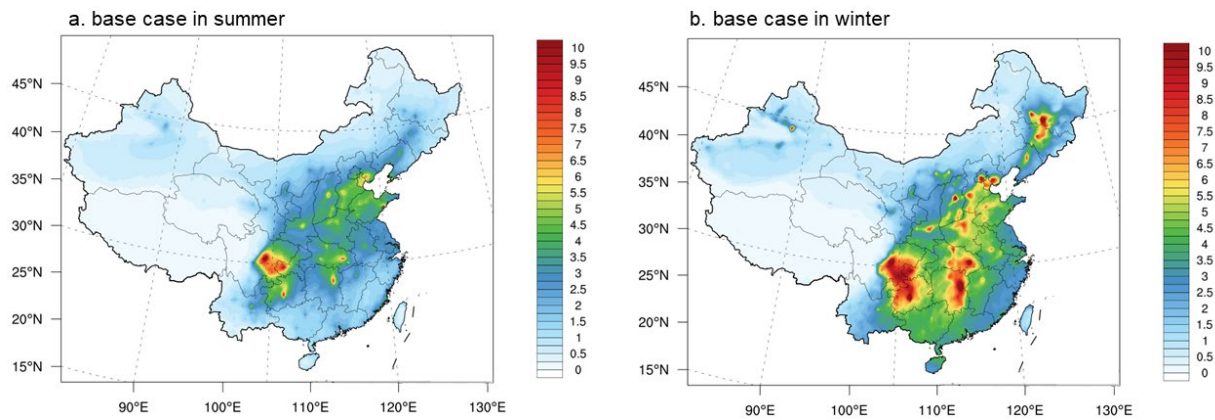 a. base case in summer
b. base case in winter
45°N
40°N
35°N
30°N
25°N
20°N
15°N
90°E
100°E
110°E
120°E
130°E
10
9.5
9
8.5
8
7.5
7
6.5
6
5.5
5
4.5
4
3.5
3
2.5
2
1.5
1
0.5
0
45°N
40°N
35°N
30°N
25°N
20°N
15°N
90°E
100°E
110°E
120°E
130°E
10
9.5
9
8.5
8
7.5
7
6.5
6
5.5
5
4.5
4
3.5
3
2.5
2
1.5
1
0.5
0